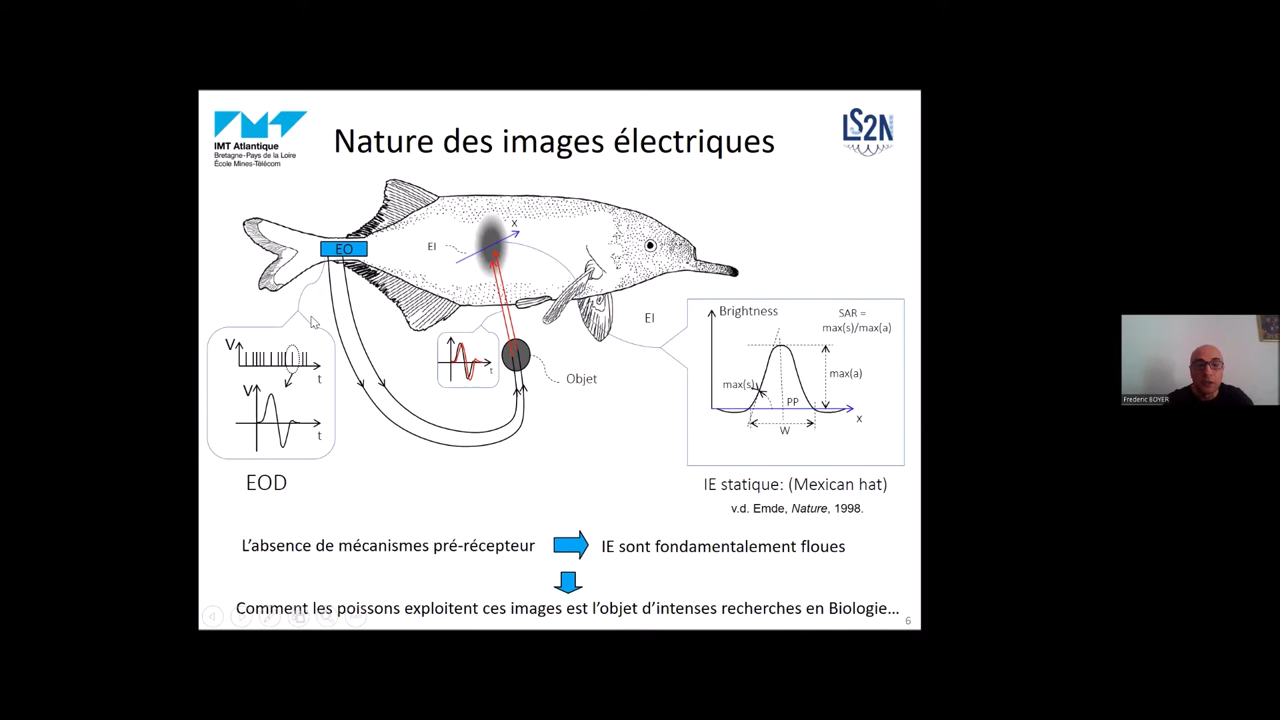 IMT Atlantique
Bretagne-Pays de la Loire
École Mines-Télécom
Nature des images électriques
LS2N
EO
EI
x
V
t
V
t
EOD
t
Objet
EI
Brightness
SAR =
max(s)/max(a)
max(s)
max(a)
PP
x
W
IE statique: (Mexican hat)
v.d. Emde, Nature, 1998.
L’absence de mécanismes pré-récepteur
IE sont fondamentalement floues
Comment les poissons exploitent ces images est l’objet d’intenses recherches en Biologie…
6
Frederic BOYER